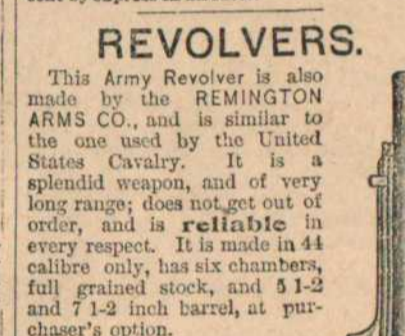 REVOLVERS.
This Army Revolver is also
made by the REMINGTON
ARMS CO., and is similar to
the one used by the United
States Cavalry. It is a
splendid weapon, and of very
long range; does not get out of
order, and is reliable in
every respect. It is made in 44
calibre only, has six chambers,
full grained stock, and 5 1-2
and 7 1-2 inch barrel, at pur-
chaser's option.